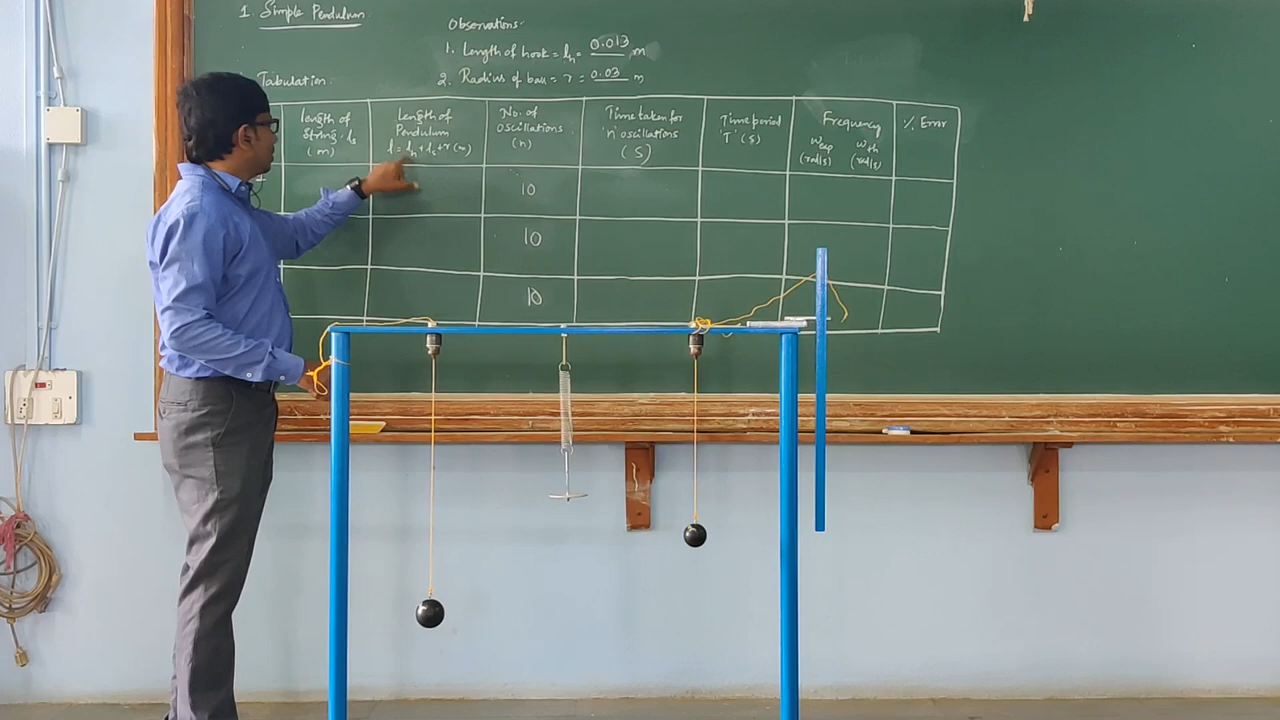 1. Simple Pendulum
Observations:
1. Length of hook = lh = 0.013 m
2. Radius of ball = r = 0.03 m
Tabulation:
Length of String, ls (m)
Length of Pendulum l = lh + ls + r (m)
No. of Oscillations (n)
Time taken for 'n' oscillations (S)
Time period 'T' (S)
Frequency
ωexp (rad/s)
ωth (rad/s)
% Error
10
10
10